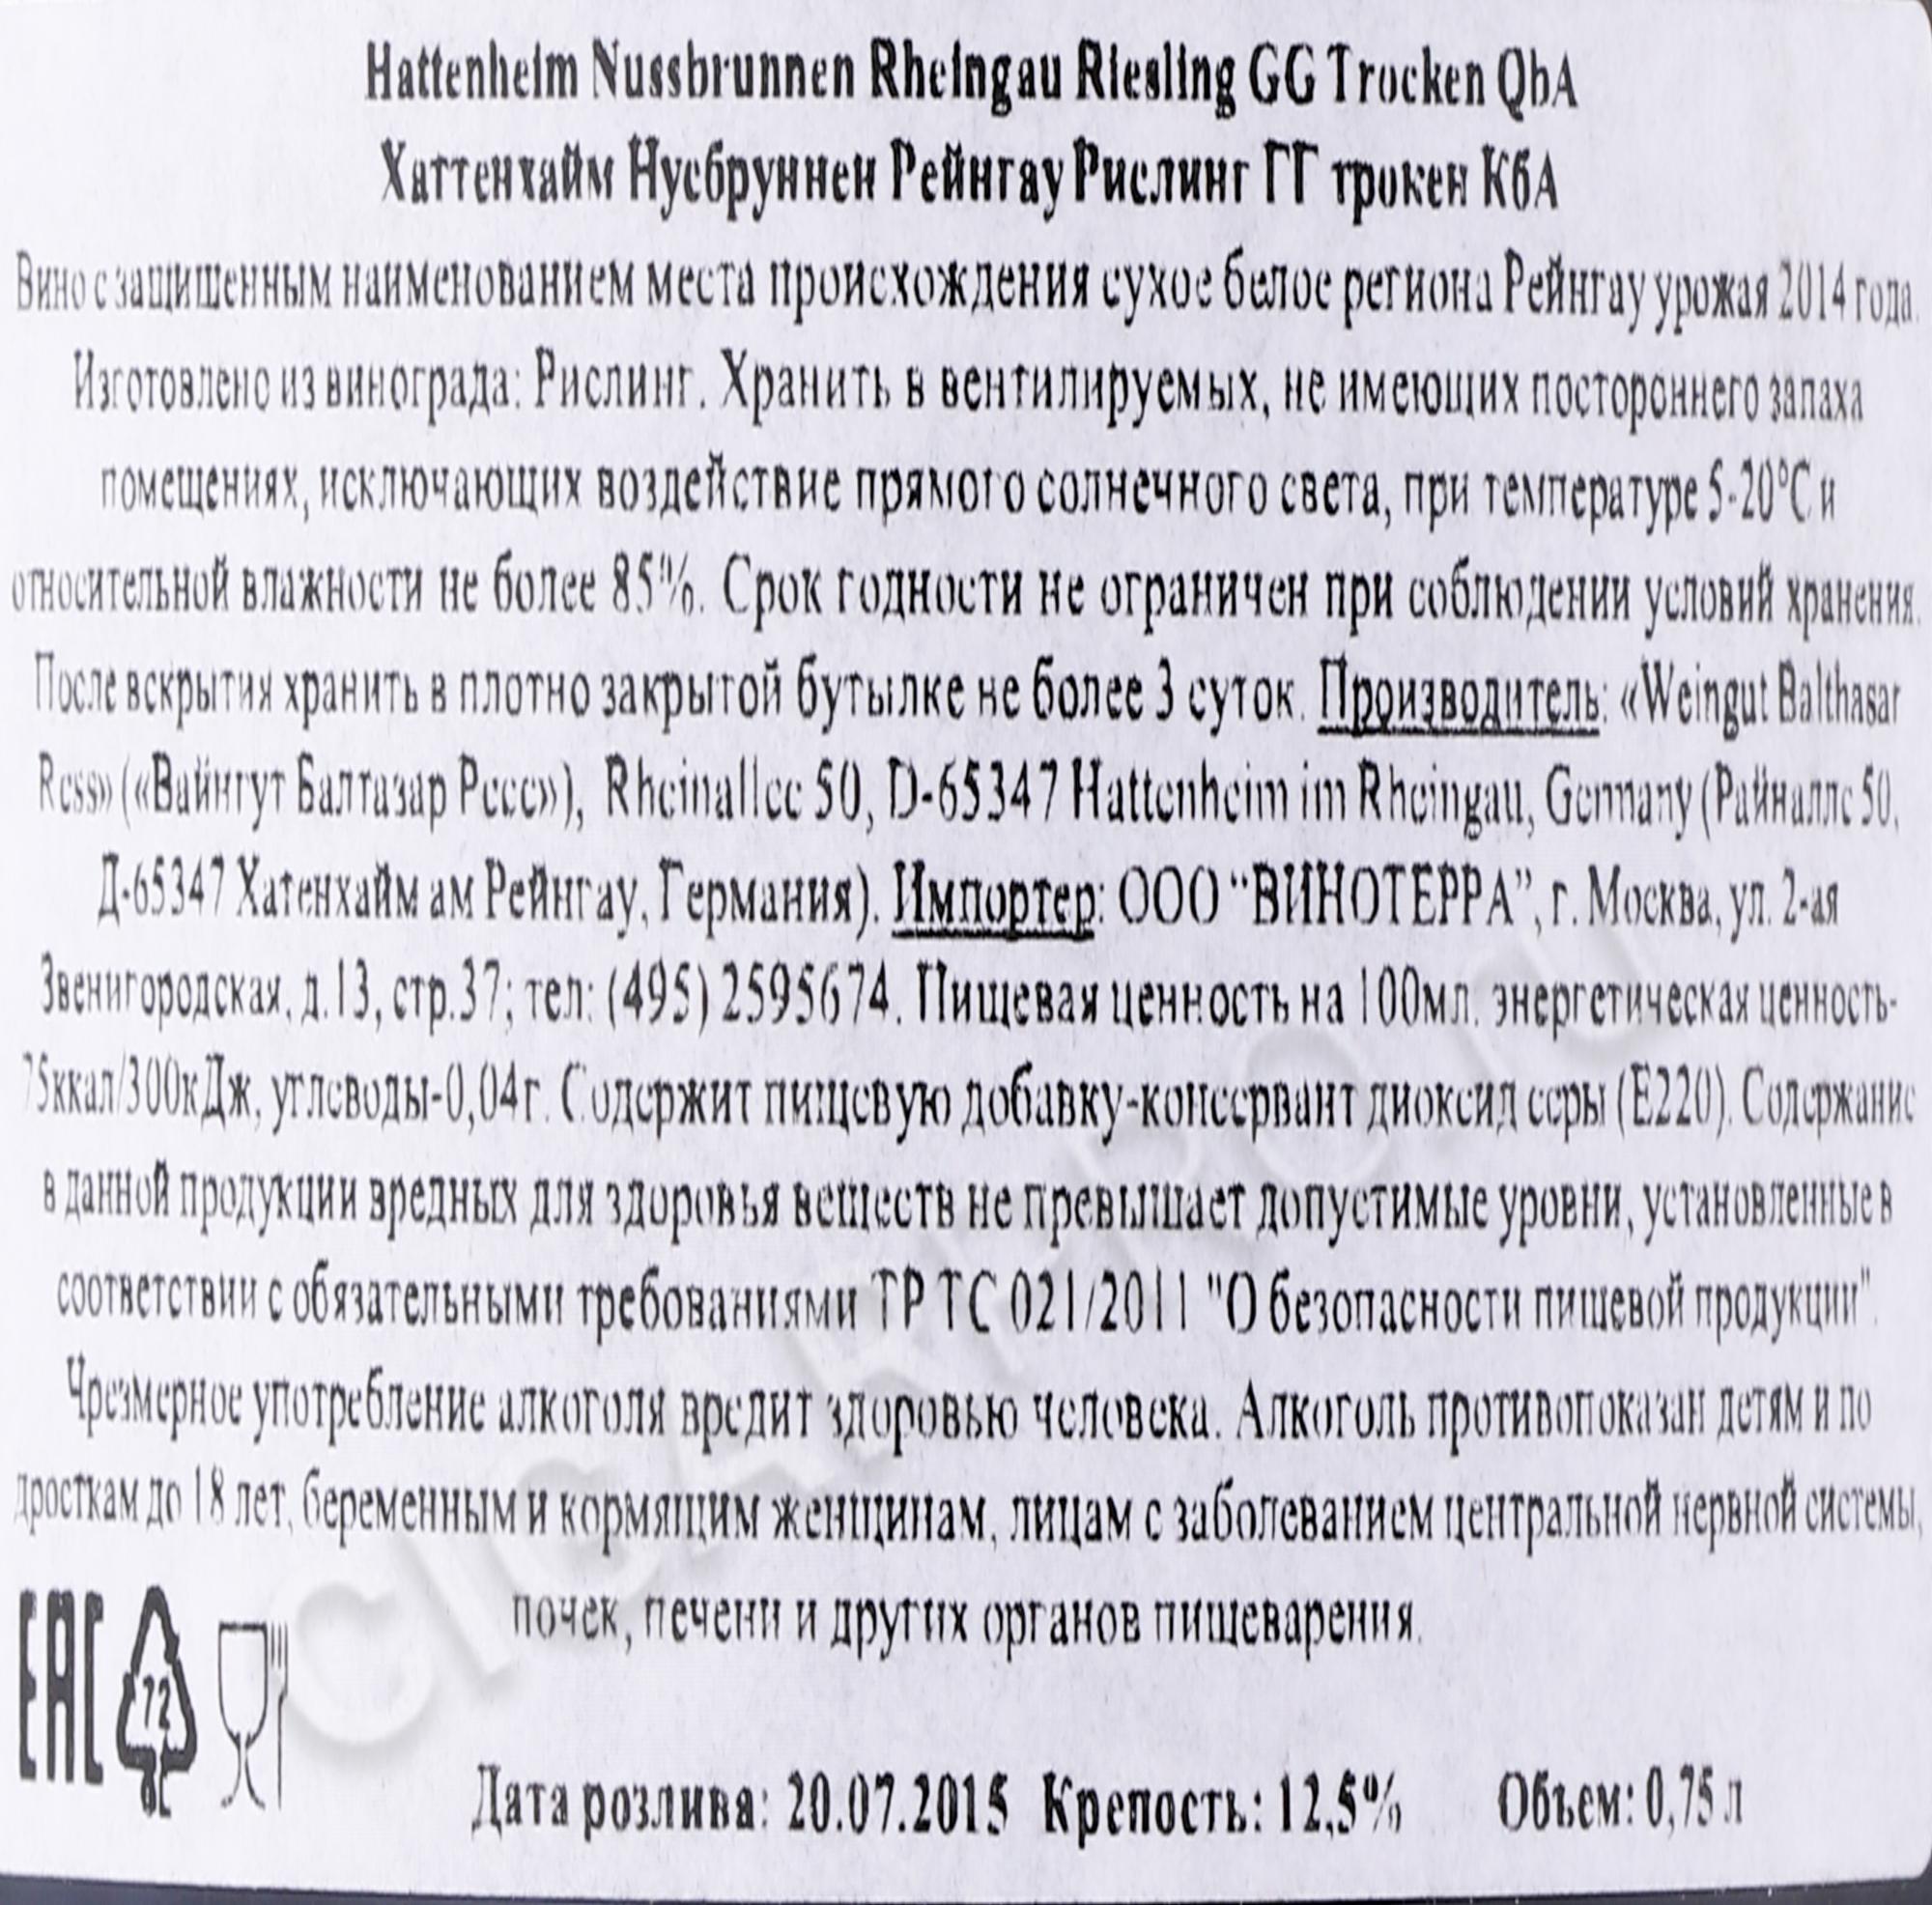 Hattenheim Nussbrunnen Rheingau Riesling GG Trocken QbA
Хаттенхайм Нусбруннен Рейнгау Рислинг ГГ трокен КбА
Вино с защищенным наименованием места происхождения сухое белое региона Рейнгау урожая 2014 года.
Изготовлено из винограда: Рислинг. Хранить в вентилируемых, не имеющих постороннего запаха
помещениях, исключающих воздействие прямого солнечного света, при температуре 5-20°С и
относительной влажности не более 85%. Срок годности не ограничен при соблюдении условий хранения.
После вскрытия хранить в плотно закрытой бутылке не более 3 суток. Производитель: «Weingut Balthasar
Ress» («Вайнгут Балтазар Ресс»), Rheinallee 50, D-65347 Hattenheim im Rheingau, Germany (Райналле 50,
Д-65347 Хатенхайм ам Рейнгау, Германия). Импортер: ООО “ВИНОТЕРРА”, г. Москва, ул. 2-ая
Звенигородская, д.13, стр.37; тел: (495) 2595674. Пищевая ценность на 100мл. энергетическая ценность-
75ккал/300кДж, углеводы-0,04г. Содержит пищевую добавку-консервант диоксид серы (Е220). Содержание
в данной продукции вредных для здоровья веществ не превышает допустимые уровни, установленные в
соответствии с обязательными требованиями ТР ТС 021/2011 "О безопасности пищевой продукции".
Чрезмерное употребление алкоголя вредит здоровью человека. Алкоголь противопоказан детям и по
дросткам до 18 лет, беременным и кормящим женщинам, лицам с заболеванием центральной нервной системы,
почек, печени и других органов пищеварения.
EAC 72
Дата розлива: 20.07.2015 Крепость: 12,5% Объем: 0,75 л
CIGARPRO.ru